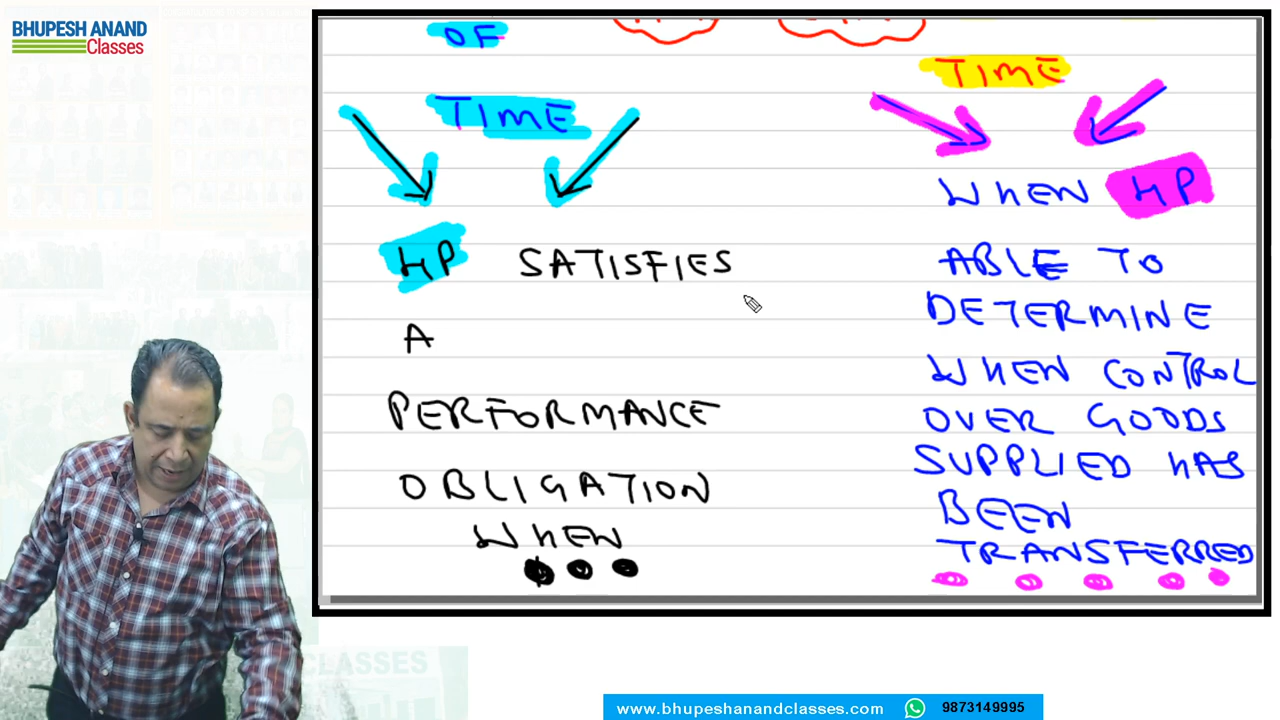 BHUPESH ANAND
Classes
OF
TIME
HP SATISFIES
A
PERFORMANCE
OBLIGATION
WHEN
TIME
WHEN HP
ABLE TO
DETERMINE
WHEN CONTROL
OVER GOODS
SUPPLIED HAS
BEEN
TRANSFERRED
CLASSES
www.bhupeshanandclasses.com
9873149995